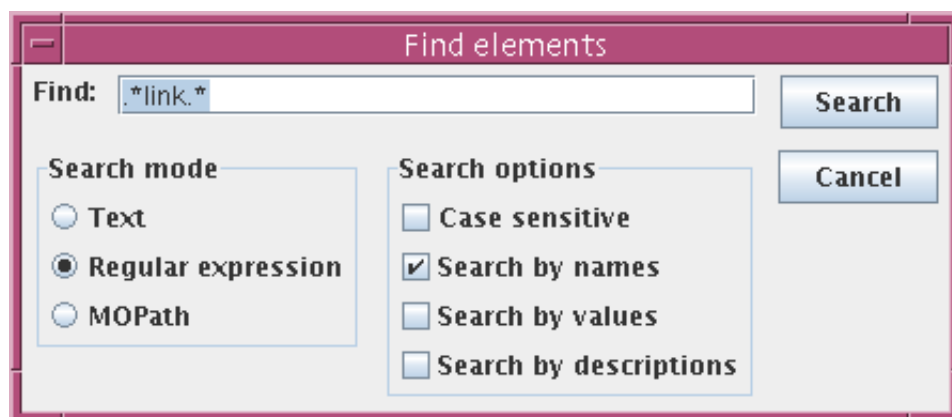 Find elements
Find: .*link.*
Search
Search mode
Text
Regular expression
MOPath
Search options
Case sensitive
Search by names
Search by values
Search by descriptions
Cancel